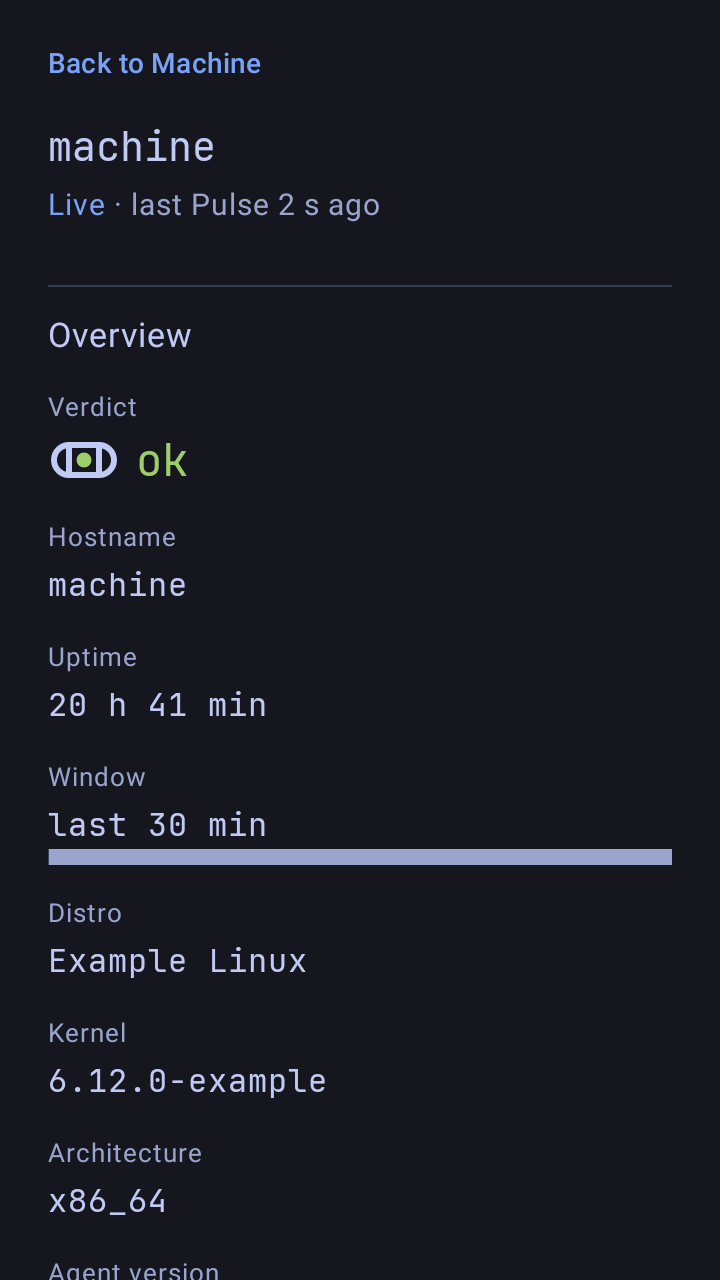 Back to Machine
machine
Live · last Pulse 2 s ago
Overview
Verdict
ok
Hostname
machine
Uptime
20 h 41 min
Window
last 30 min
Distro
Example Linux
Kernel
6.12.0-example
Architecture
x86_64
Agent version